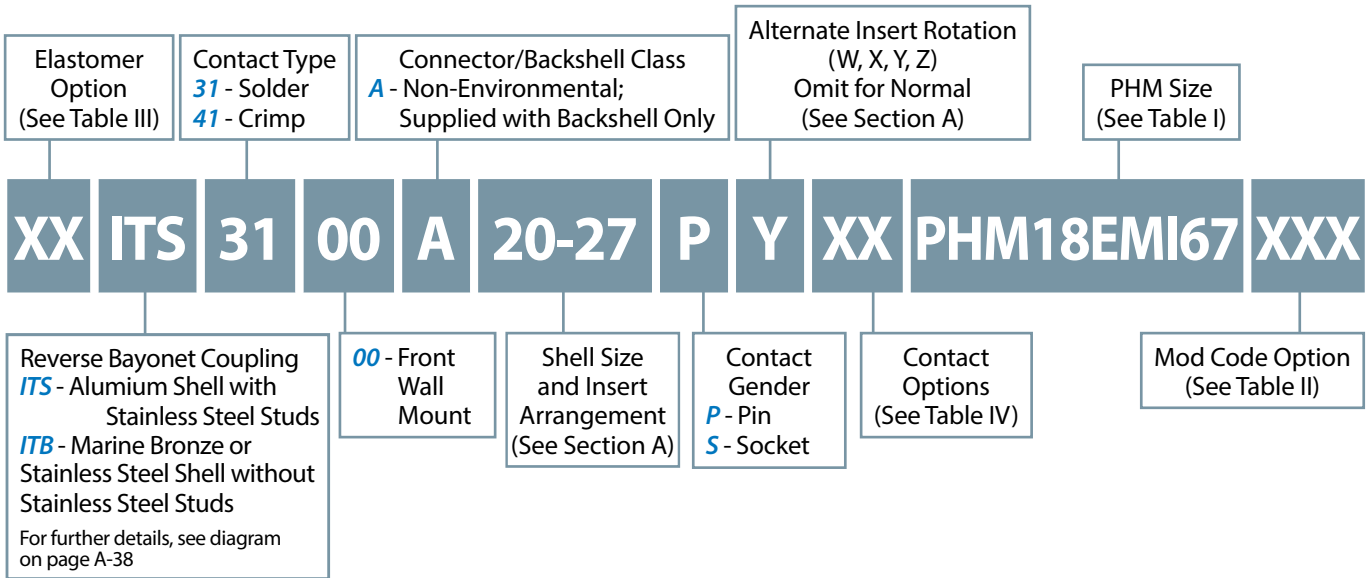 Elastomer
Option
(See Table III)
Contact Type
31 - Solder
41 - Crimp
Connector/Backshell Class
A - Non-Environmental;
Supplied with Backshell Only
Alternate Insert Rotation
(W, X, Y, Z)
Omit for Normal
(See Section A)
PHM Size
(See Table I)
XX ITS 31 00 A 20-27 P Y XX PHM18EMI67 XXX
Reverse Bayonet Coupling
ITS - Alumium Shell with
Stainless Steel Studs
ITB - Marine Bronze or
Stainless Steel Shell without
Stainless Steel Studs
For further details, see diagram
on page A-38
00 - Front
Wall
Mount
Shell Size
and Insert
Arrangement
(See Section A)
Contact
Gender
P - Pin
S - Socket
Contact
Options
(See Table IV)
Mod Code Option
(See Table II)